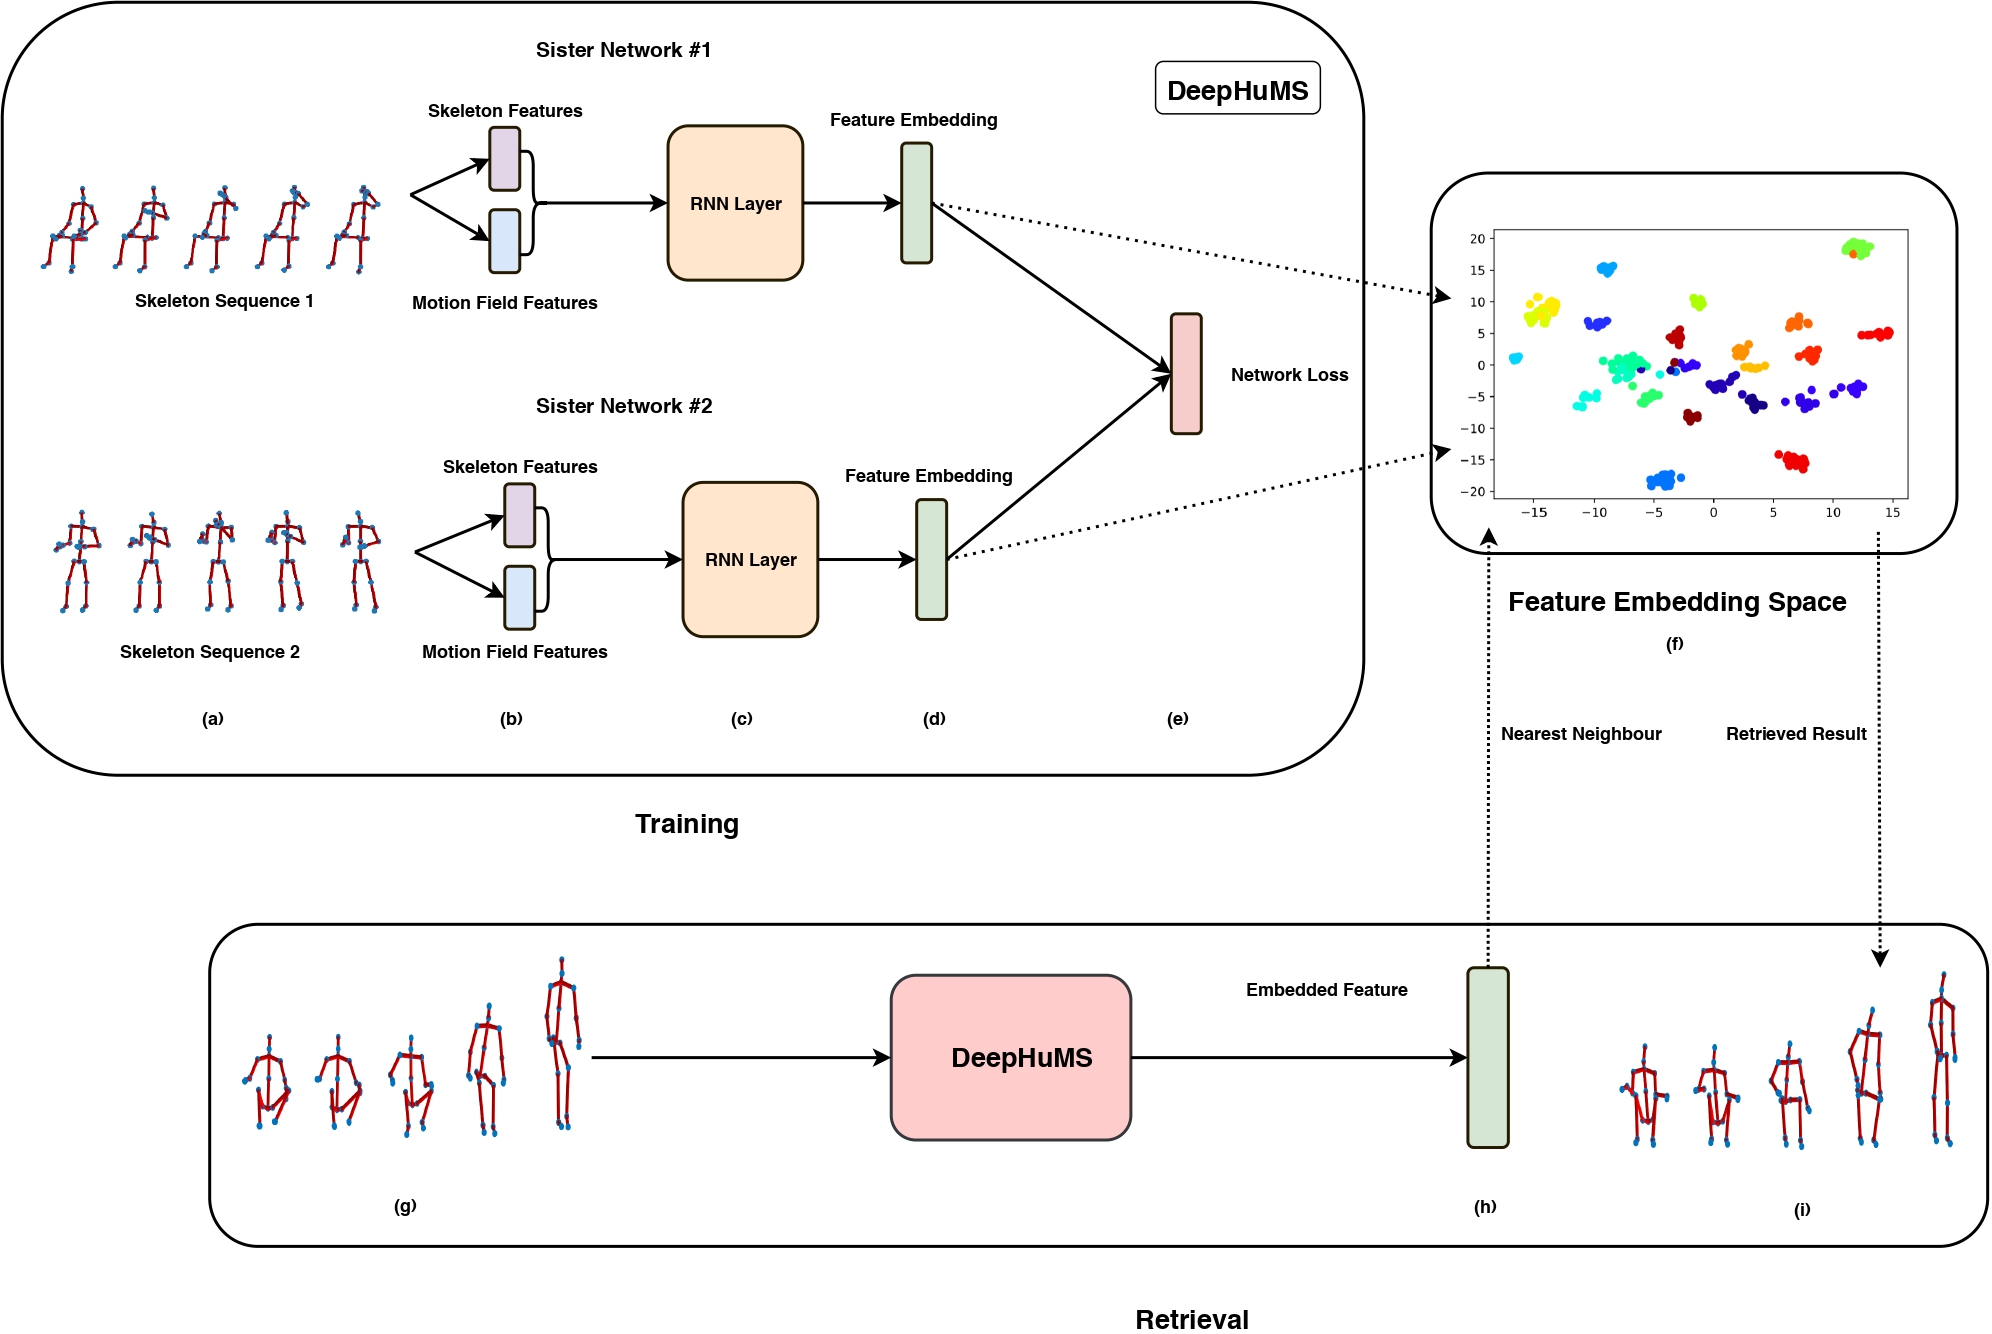 Sister Network #1
DeepHuMS
Skeleton Features
Feature Embedding
RNN Layer
Skeleton Sequence 1
Motion Field Features
Network Loss
Sister Network #2
Skeleton Features
Feature Embedding
RNN Layer
Skeleton Sequence 2
Motion Field Features
(a)
(b)
(c)
(d)
(e)
Training
20
15
10
5
0
−5
−10
−15
−20
−15
−10
−5
0
5
10
15
Feature Embedding Space
(f)
Nearest Neighbour
Retrieved Result
DeepHuMS
Embedded Feature
(g)
(h)
(i)
Retrieval